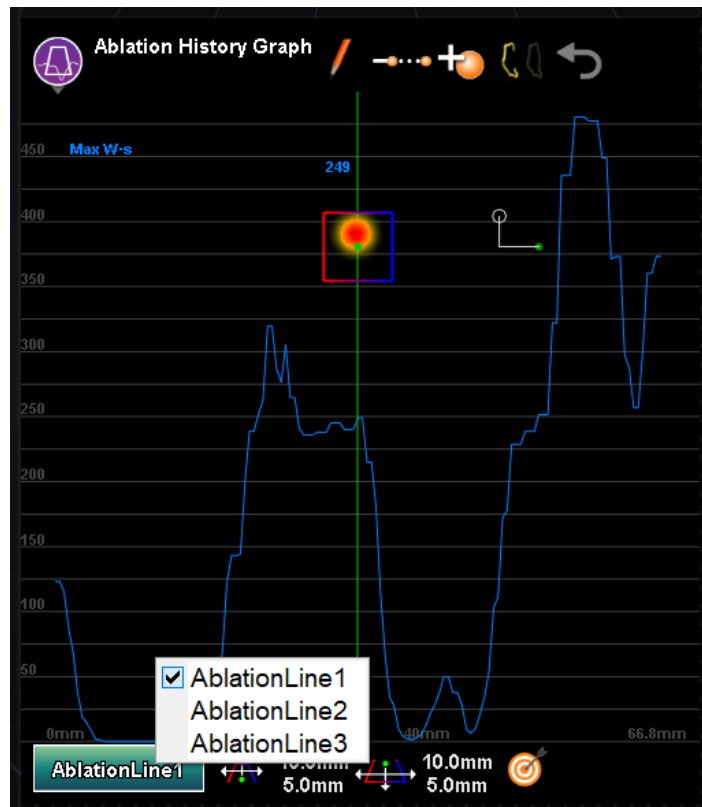 Ablation History Graph
450 Max W·s
249
400
350
300
250
200
150
100
50
AblationLine1
AblationLine2
AblationLine3
0mm 40mm 66.8mm
AblationLine1
10.0mm
5.0mm 5.0mm